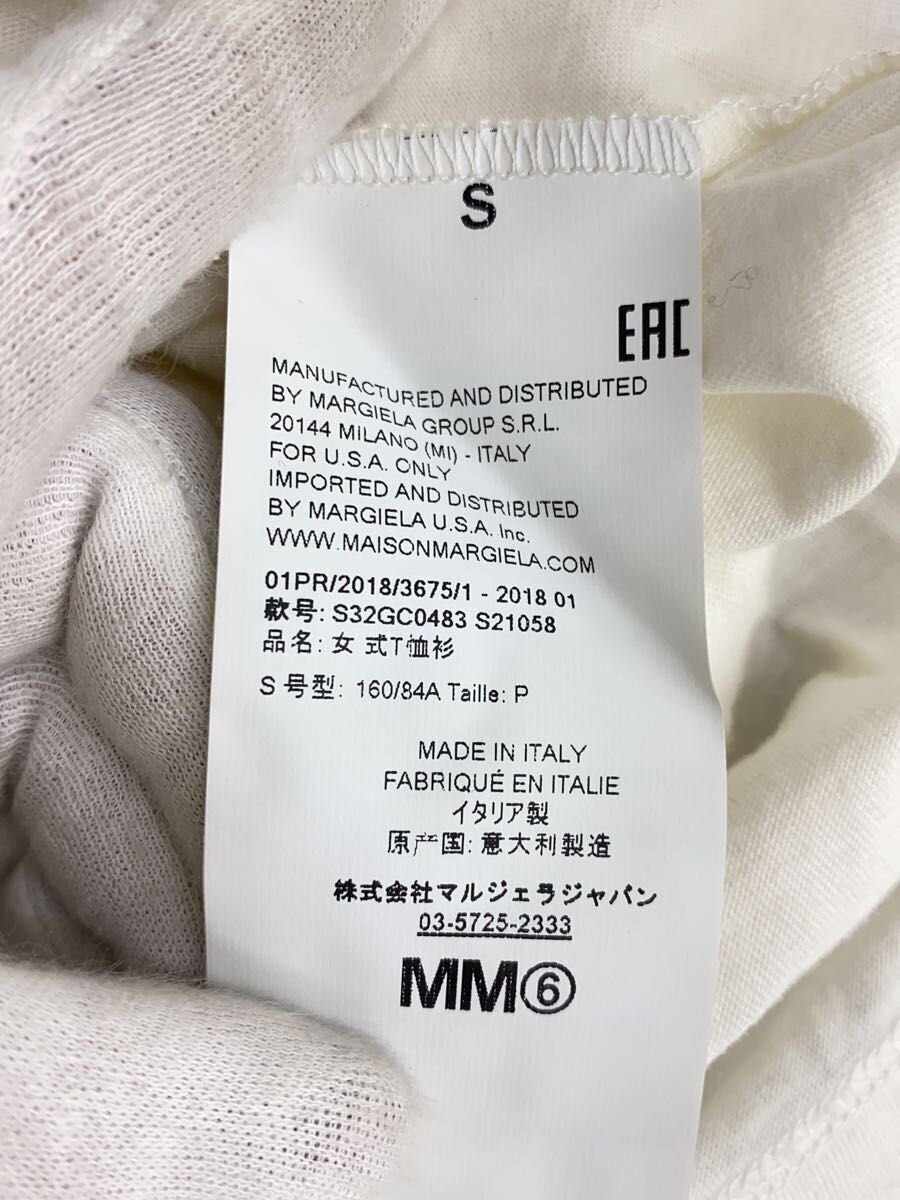 S
EAC
MANUFACTURED AND DISTRIBUTED
BY MARGIELA GROUP S.R.L.
20144 MILANO (MI) - ITALY
FOR U.S.A. ONLY
IMPORTED AND DISTRIBUTED
BY MARGIELA U.S.A. Inc.
WWW.MAISONMARGIELA.COM
01PR/2018/3675/1 - 2018 01
款号: S32GC0483 S21058
品名: 女 式T恤衫
S 号型: 160/84A Taille: P
MADE IN ITALY
FABRIQUÉ EN ITALIE
イタリア製
原产国: 意大利製造
株式会社マルジェラジャパン
03-5725-2333
MM⑥